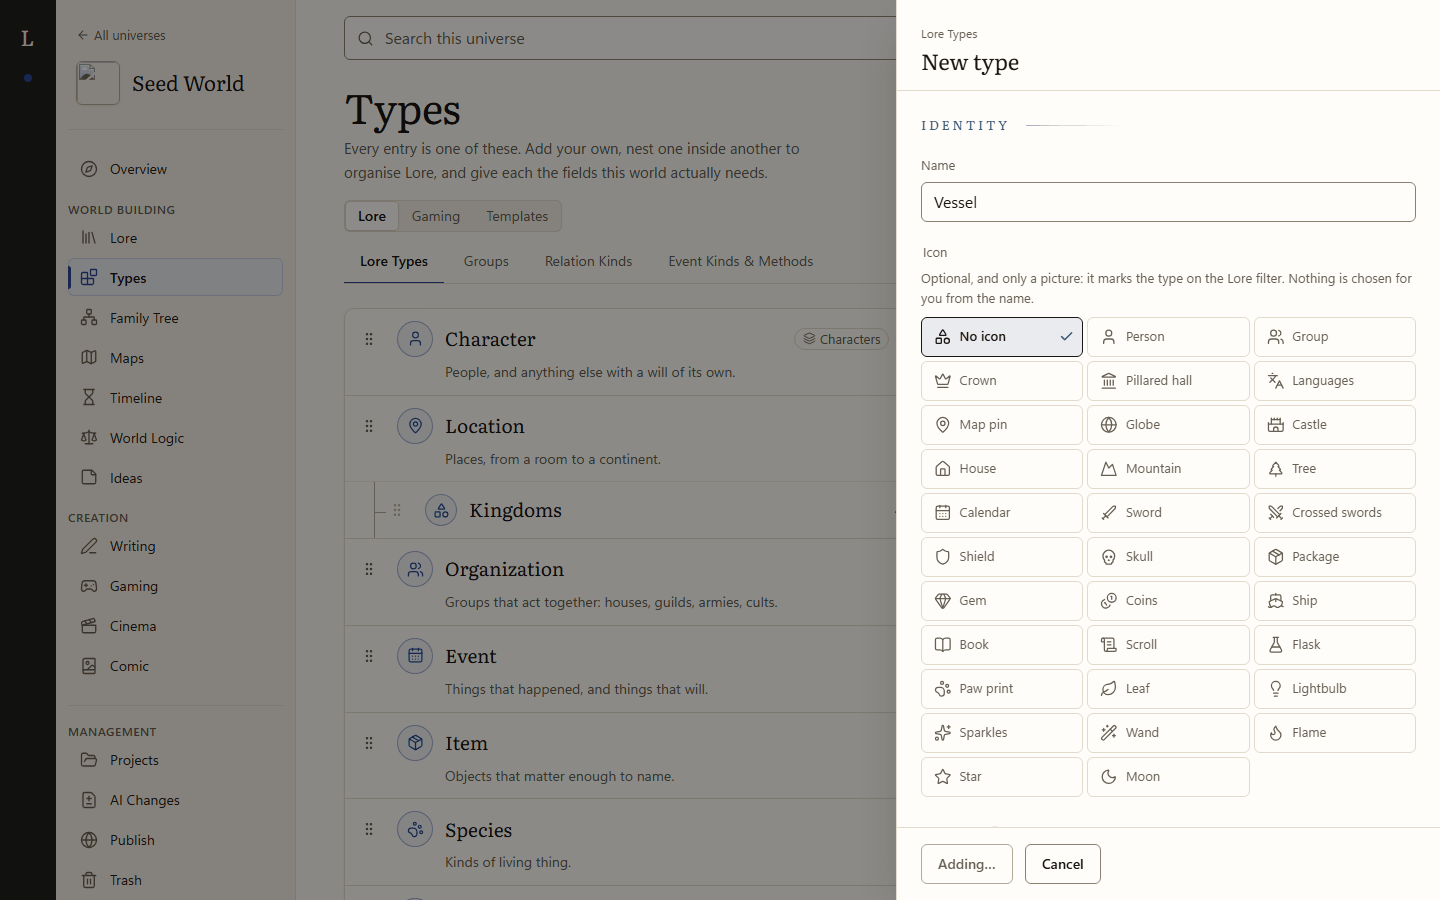 L
All universes
Seed World
Overview
WORLD BUILDING
Lore
Types
Family Tree
Maps
Timeline
World Logic
Ideas
CREATION
Writing
Gaming
Cinema
Comic
MANAGEMENT
Projects
AI Changes
Publish
Trash
Search this universe
Types
Every entry is one of these. Add your own, nest one inside another to
organise Lore, and give each the fields this world actually needs.
Lore Gaming Templates
Lore Types Groups Relation Kinds Event Kinds & Methods
Character Characters
People, and anything else with a will of its own.
Location
Places, from a room to a continent.
Kingdoms
Organization
Groups that act together: houses, guilds, armies, cults.
Event
Things that happened, and things that will.
Item
Objects that matter enough to name.
Species
Kinds of living thing.
Lore Types
New type
IDENTITY
Name
Vessel
Icon
Optional, and only a picture: it marks the type on the Lore filter. Nothing is chosen for
you from the name.
No icon Person Group
Crown Pillared hall Languages
Map pin Globe Castle
House Mountain Tree
Calendar Sword Crossed swords
Shield Skull Package
Gem Coins Ship
Book Scroll Flask
Paw print Leaf Lightbulb
Sparkles Wand Flame
Star Moon
Adding... Cancel